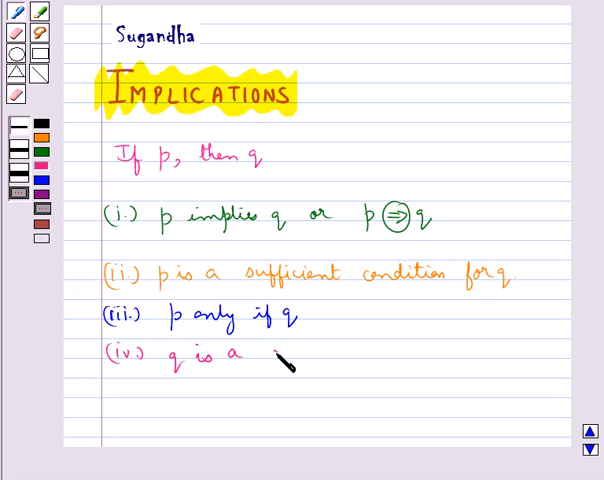 Sugandha
IMPLICATIONS
If p, then q
(i.) p implies q or p ⇒ q
(ii.) p is a sufficient condition for q.
(iii.) p only if q
(iv.) q is a